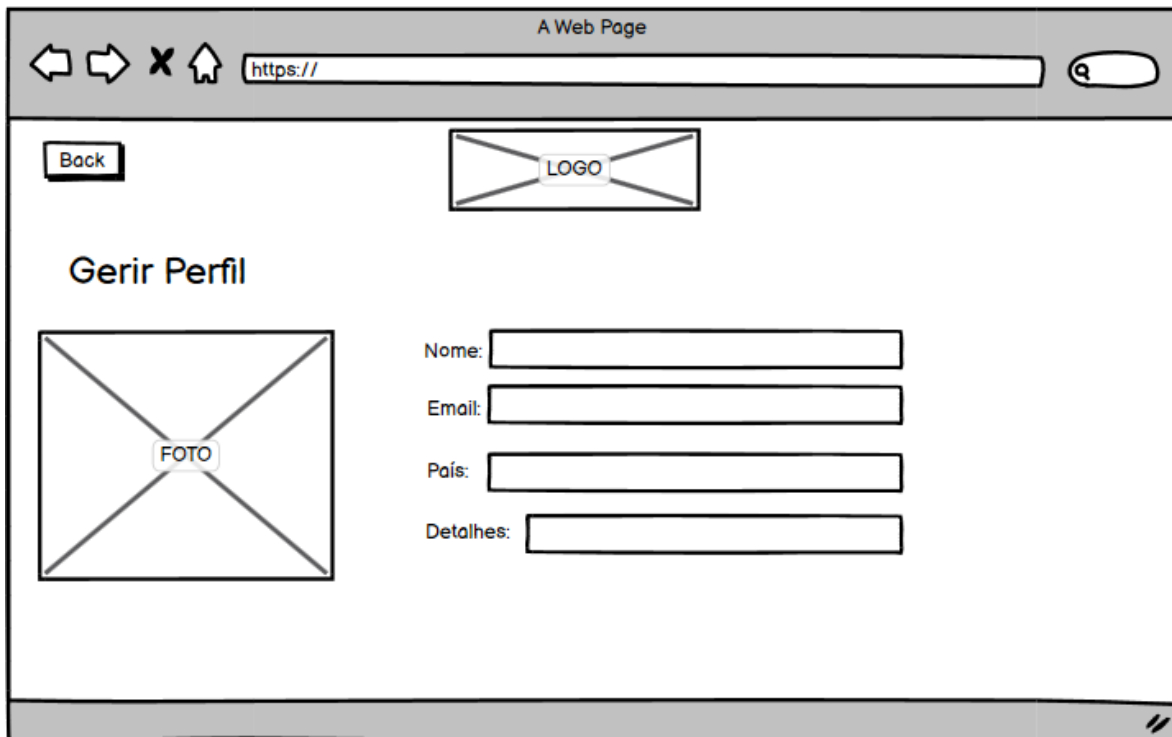 A Web Page
https://
Back
LOGO
Gerir Perfil
FOTO
Nome:
Email:
País:
Detalhes: